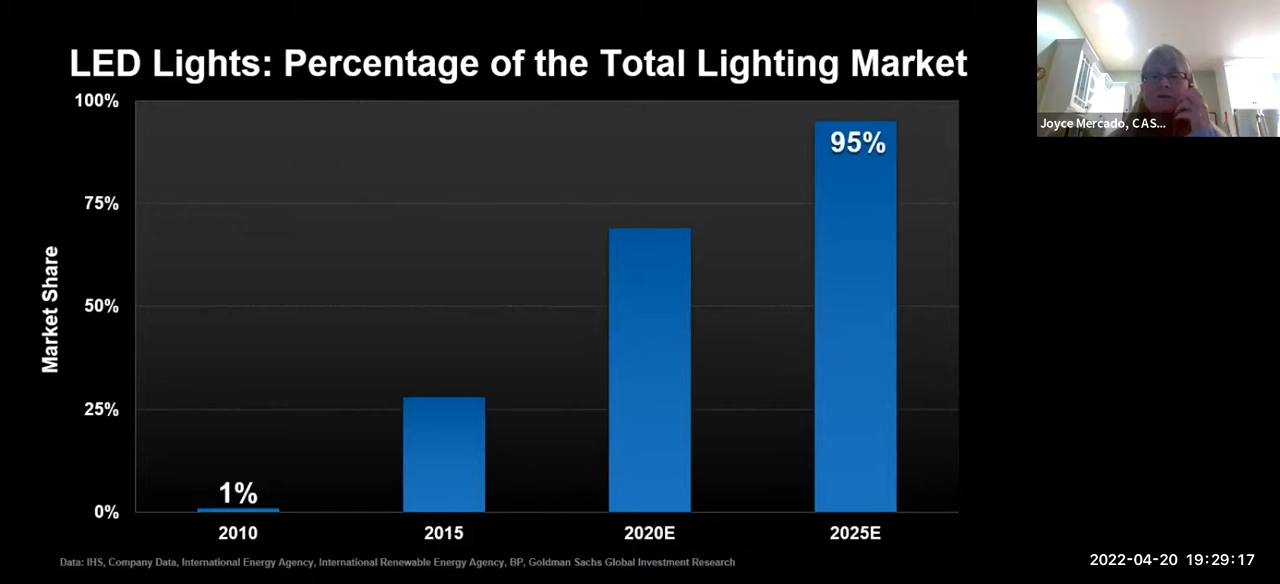 LED Lights: Percentage of the Total Lighting Market
100%
75%
50%
25%
0%
Market Share
1%
95%
2010 2015 2020E 2025E
Data: IHS, Company Data, International Energy Agency, International Renewable Energy Agency, BP, Goldman Sachs Global Investment Research
Joyce Mercado, CAS...
2022-04-20 19:29:17